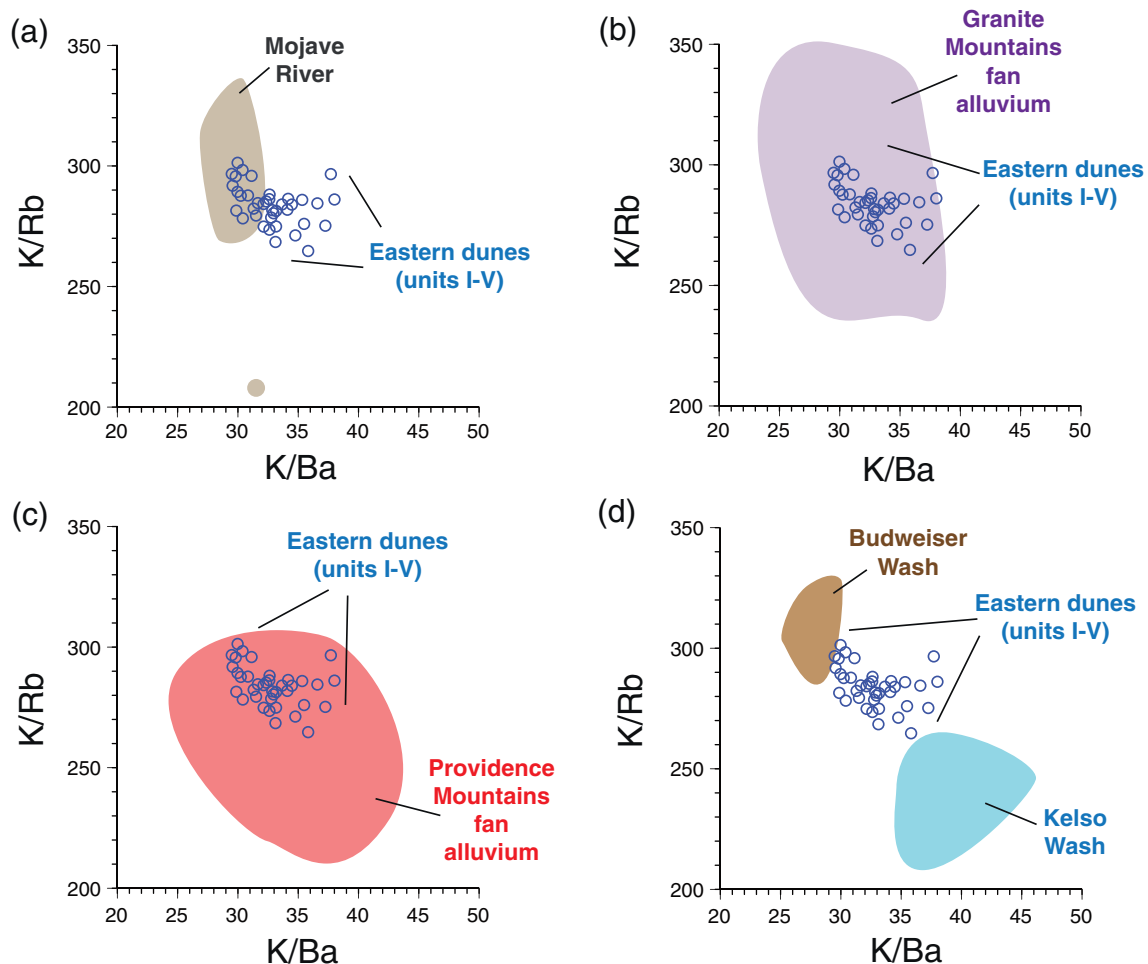 (a)
Mojave
River
Eastern dunes
(units I-V)
K/Rb
350
300
250
200
20 25 30 35 40 45 50
K/Ba
(b)
Granite
Mountains
fan
alluvium
Eastern dunes
(units I-V)
K/Rb
350
300
250
200
20 25 30 35 40 45 50
K/Ba
(c)
Eastern dunes
(units I-V)
Providence
Mountains
fan
alluvium
K/Rb
350
300
250
200
20 25 30 35 40 45 50
K/Ba
(d)
Budweiser
Wash
Eastern dunes
(units I-V)
Kelso
Wash
K/Rb
350
300
250
200
20 25 30 35 40 45 50
K/Ba